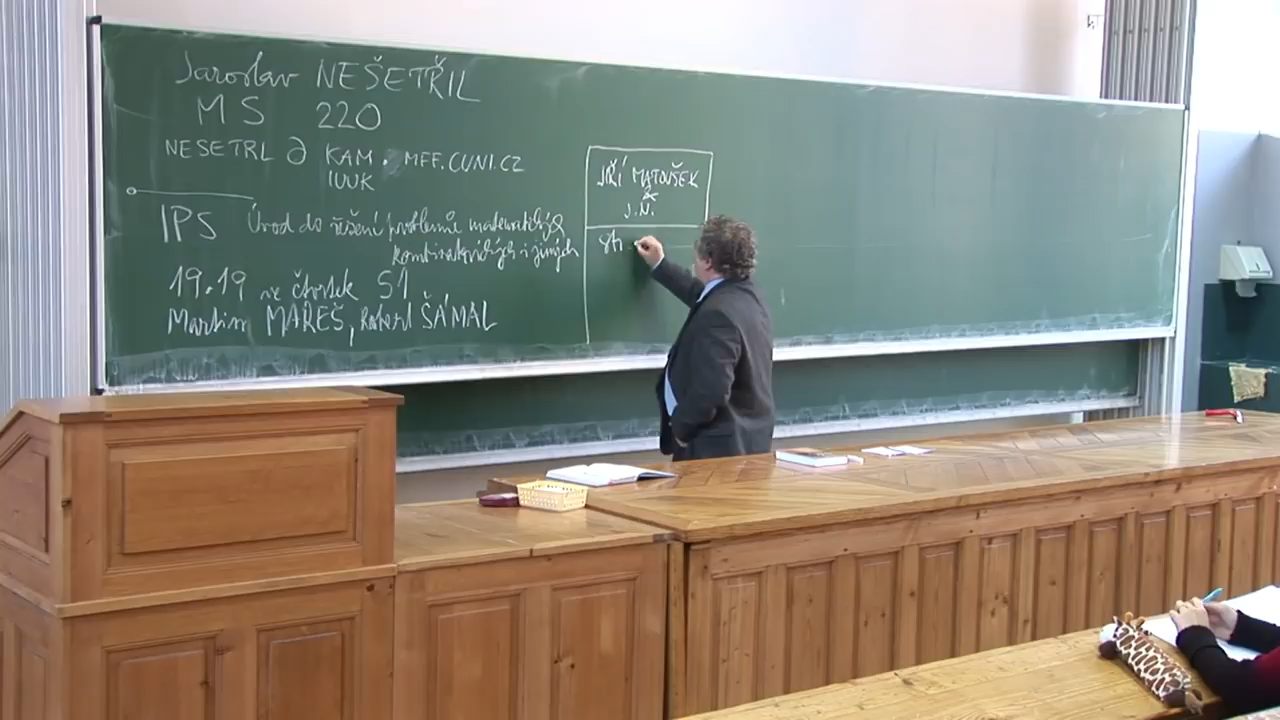 Jaroslav NEŠETŘIL
MS 220
NESETRL @ KAM. MFF.CUNI.CZ
IUUK
IPS Úvod do řešení problémů matematických
kombinatorických i jiných
19.19 ve čtvrtek S1
Martin MAREŠ, Robert ŠÁMAL
JIŘÍ MATOUŠEK
&
J.N.